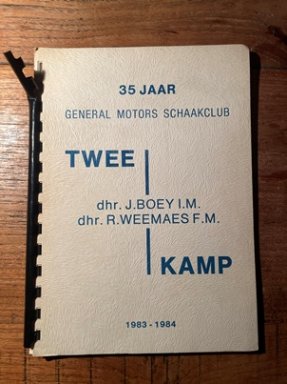 35 JAAR
GENERAL MOTORS SCHAAKCLUB
TWEE
dhr. J.BOEY I.M.
dhr. R.WEEMAES F.M.
KAMP
1983-1984